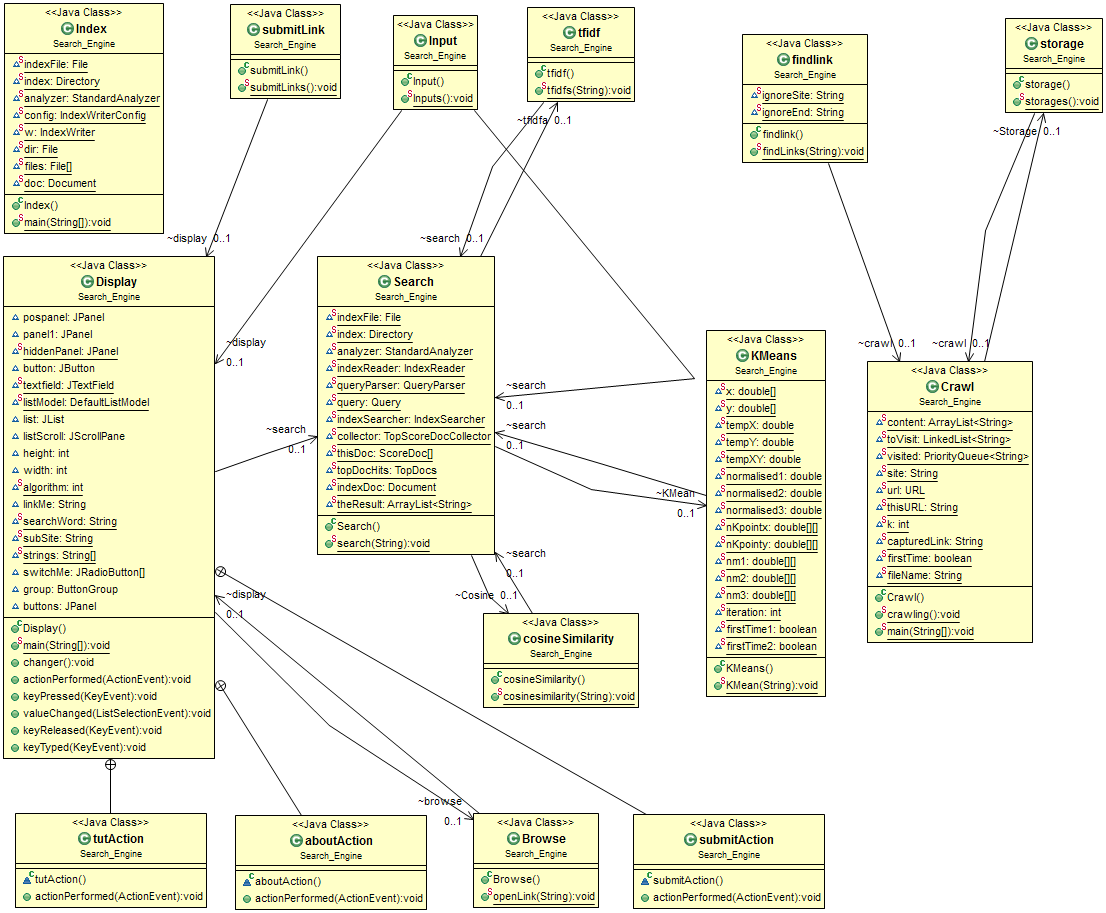 <<Java Class>>
Index
Search_Engine
indexFile: File
index: Directory
analyzer: StandardAnalyzer
config: IndexWriterConfig
w: IndexWriter
dir: File
files: File[]
doc: Document
Index()
main(String[]):void
<<Java Class>>
submitLink
Search_Engine
submitLink()
submitLinks():void
<<Java Class>>
Input
Search_Engine
Input()
Inputs():void
<<Java Class>>
tfidf
Search_Engine
tfidf()
tfidfs(String):void
<<Java Class>>
findlink
Search_Engine
ignoreSite: String
ignoreEnd: String
findlink()
findLinks(String):void
<<Java Class>>
storage
Search_Engine
storage()
storages():void
~tfidfa 0..1
~Storage 0..1
~display 0..1
~search 0..1
~display
0..1
~crawl 0..1
~crawl 0..1
<<Java Class>>
Display
Search_Engine
pospanel: JPanel
panel1: JPanel
hiddenPanel: JPanel
button: JButton
textfield: JTextField
listModel: DefaultListModel
list: JList
listScroll: JScrollPane
height: int
width: int
algorithm: int
linkMe: String
searchWord: String
subSite: String
strings: String[]
switchMe: JRadioButton[]
group: ButtonGroup
buttons: JPanel
Display()
main(String[]):void
changer():void
actionPerformed(ActionEvent):void
keyPressed(KeyEvent):void
valueChanged(ListSelectionEvent):void
keyReleased(KeyEvent):void
keyTyped(KeyEvent):void
~search
0..1
<<Java Class>>
Search
Search_Engine
indexFile: File
index: Directory
analyzer: StandardAnalyzer
indexReader: IndexReader
queryParser: QueryParser
query: Query
indexSearcher: IndexSearcher
collector: TopScoreDocCollector
thisDoc: ScoreDoc[]
topDocHits: TopDocs
indexDoc: Document
theResult: ArrayList<String>
Search()
search(String):void
~search
0..1
~search
0..1
~KMean
0..1
<<Java Class>>
KMeans
Search_Engine
x: double[]
y: double[]
tempX: double
tempY: double
tempXY: double
normalised1: double
normalised2: double
normalised3: double
nKpointx: double[][]
nKpointy: double[][]
nm1: double[][]
nm2: double[][]
nm3: double[][]
iteration: int
firstTime1: boolean
firstTime2: boolean
KMeans()
KMean(String):void
<<Java Class>>
Crawl
Search_Engine
content: ArrayList<String>
toVisit: LinkedList<String>
visited: PriorityQueue<String>
site: String
url: URL
thisURL: String
k: int
capturedLink: String
firstTime: boolean
fileName: String
Crawl()
crawling():void
main(String[]):void
~search
0..1
~Cosine 0..1
~display
0..1
<<Java Class>>
cosineSimilarity
Search_Engine
cosineSimilarity()
cosinesimilarity(String):void
~browse
0..1
<<Java Class>>
tutAction
Search_Engine
tutAction()
actionPerformed(ActionEvent):void
<<Java Class>>
aboutAction
Search_Engine
aboutAction()
actionPerformed(ActionEvent):void
<<Java Class>>
Browse
Search_Engine
Browse()
openLink(String):void
<<Java Class>>
submitAction
Search_Engine
submitAction()
actionPerformed(ActionEvent):void